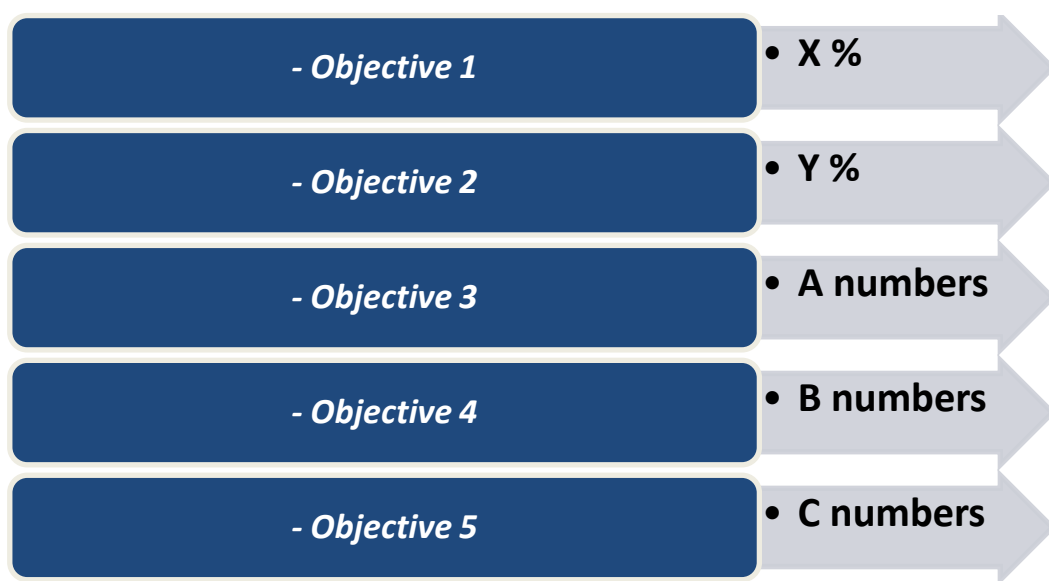 - Objective 1
• X %
- Objective 2
• Y %
- Objective 3
• A numbers
- Objective 4
• B numbers
- Objective 5
• C numbers